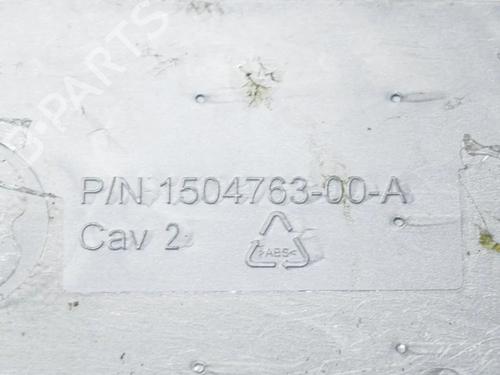 B-PARTS
P/N 1504763-00-A
Cav 2
>ABS<